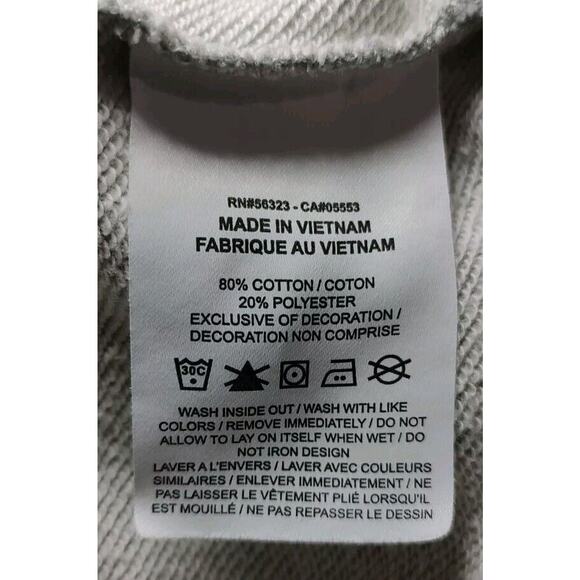 RN#56323 - CA#05553
MADE IN VIETNAM
FABRIQUE AU VIETNAM
80% COTTON / COTON
20% POLYESTER
EXCLUSIVE OF DECORATION /
DECORATION NON COMPRISE
30C
WASH INSIDE OUT / WASH WITH LIKE
COLORS / REMOVE IMMEDIATELY / DO NOT
ALLOW TO LAY ON ITSELF WHEN WET / DO
NOT IRON DESIGN
LAVER A L'ENVERS / LAVER AVEC COULEURS
SIMILAIRES / ENLEVER IMMÉDIATEMENT / NE
PAS LAISSER LE VÊTEMENT PLIÉ LORSQU'IL
EST MOUILLÉ / NE PAS REPASSER LE DESSIN